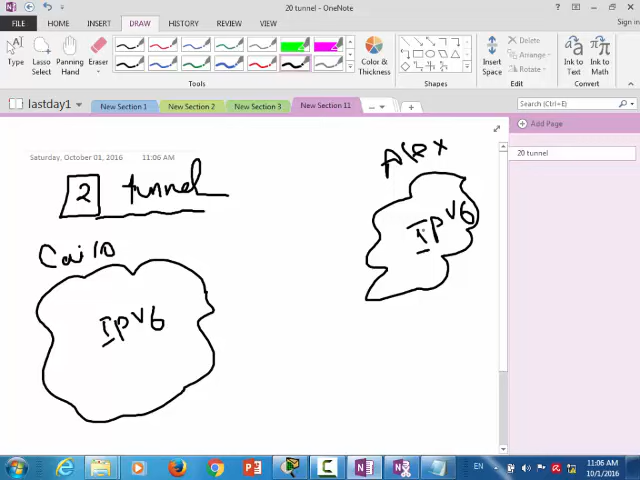 20 tunnel - OneNote
FILE HOME INSERT DRAW HISTORY REVIEW VIEW
Sign in
Type
Lasso Select
Panning Hand
Eraser
Tools
Color & Thickness
Shapes
Insert Space
Delete
Arrange
Rotate
Edit
Ink to Text
Ink to Math
Convert
lastday1
New Section 1
New Section 2
New Section 3
New Section 11
Search (Ctrl+E)
Add Page
20 tunnel
Saturday, October 01, 2016 11:06 AM
2 tunnel
Alex
IPV6
Cairo
IPV6
EN
11:06 AM
10/1/2016